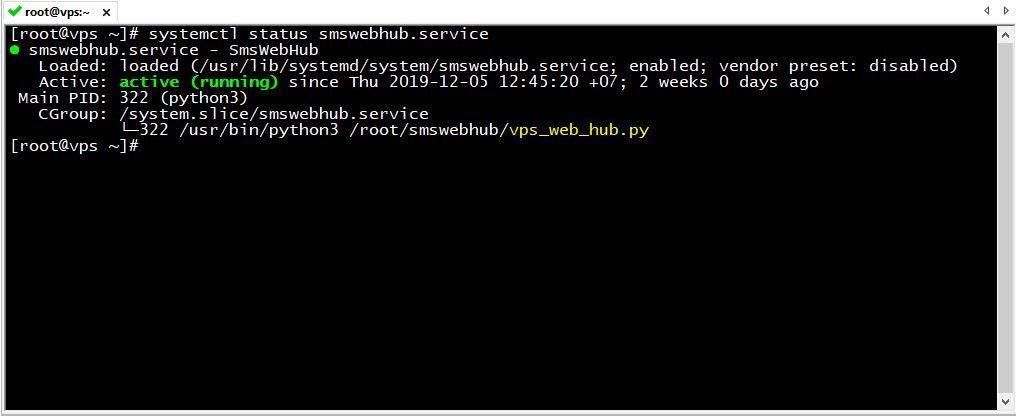 root@vps:~
[root@vps ~]# systemctl status smswebhub.service
● smswebhub.service - SmsWebHub
   Loaded: loaded (/usr/lib/systemd/system/smswebhub.service; enabled; vendor preset: disabled)
   Active: active (running) since Thu 2019-12-05 12:45:20 +07; 2 weeks 0 days ago
 Main PID: 322 (python3)
   CGroup: /system.slice/smswebhub.service
           └─322 /usr/bin/python3 /root/smswebhub/vps_web_hub.py
[root@vps ~]#